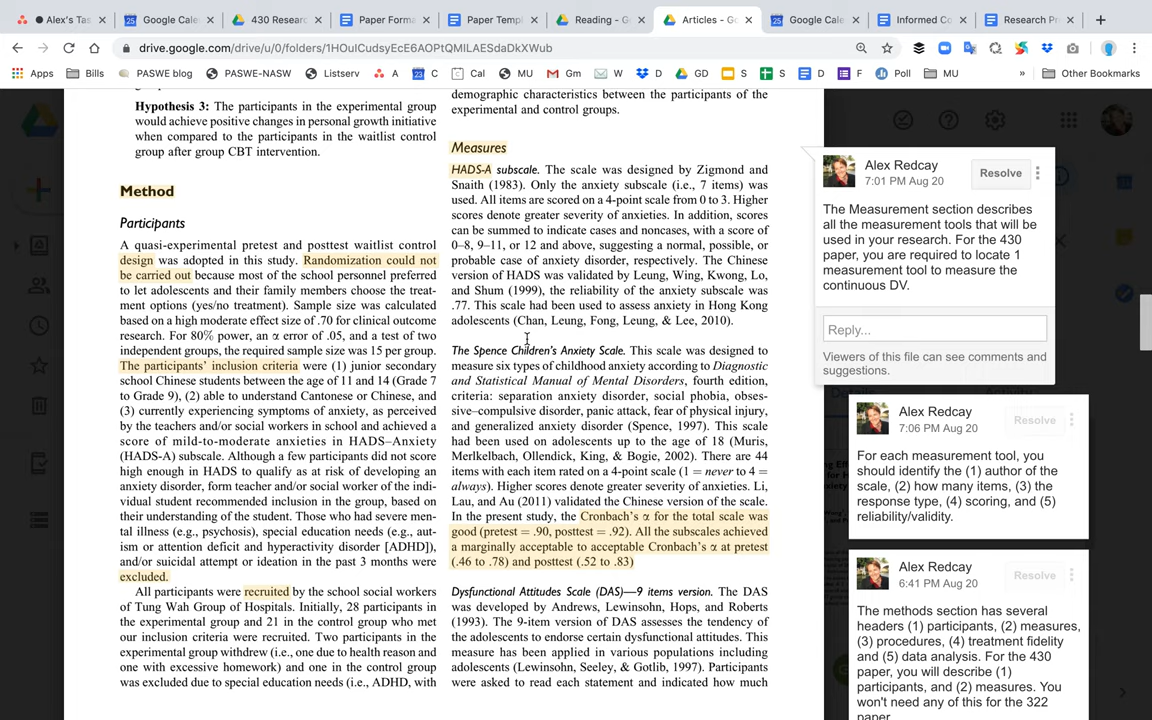 Alex's Ta
Google Cale
430 Resear
Paper Forma
Paper Temp
Reading - G
Articles - Go
Google Cal
Informed Co
Research Pr
drive.google.com/drive/u/0/folders/1HOulCudsyEcE6AOPtQMILAESdaDkXWub
Apps
Bills
PASWE blog
PASWE-NASW
Listserv
A
C
Cal
MU
Gm
W
D
GD
S
S
D
F
Poll
MU
»
Other Bookmarks
Hypothesis 3: The participants in the experimental group
would achieve positive changes in personal growth initiative
when compared to the participants in the waitlist control
group after group CBT intervention.
Method
Participants
A quasi-experimental pretest and posttest waitlist control
design was adopted in this study. Randomization could not
be carried out because most of the school personnel preferred
to let adolescents and their family members choose the treat-
ment options (yes/no treatment). Sample size was calculated
based on a high moderate effect size of .70 for clinical outcome
research. For 80% power, an α error of .05, and a test of two
independent groups, the required sample size was 15 per group.
The participants' inclusion criteria were (1) junior secondary
school Chinese students between the age of 11 and 14 (Grade 7
to Grade 9), (2) able to understand Cantonese or Chinese, and
(3) currently experiencing symptoms of anxiety, as perceived
by the teachers and/or social workers in school and achieved a
score of mild-to-moderate anxieties in HADS–Anxiety
(HADS-A) subscale. Although a few participants did not score
high enough in HADS to qualify as at risk of developing an
anxiety disorder, form teacher and/or social worker of the indi-
vidual student recommended inclusion in the group, based on
their understanding of the student. Those who had severe men-
tal illness (e.g., psychosis), special education needs (e.g., aut-
ism or attention deficit and hyperactivity disorder [ADHD]),
and/or suicidal attempt or ideation in the past 3 months were
excluded.
All participants were recruited by the school social workers
of Tung Wah Group of Hospitals. Initially, 28 participants in
the experimental group and 21 in the control group who met
our inclusion criteria were recruited. Two participants in the
experimental group withdrew (i.e., one due to health reason and
one with excessive homework) and one in the control group
was excluded due to special education needs (i.e., ADHD, with
demographic characteristics between the participants of the
experimental and control groups.
Measures
HADS-A subscale. The scale was designed by Zigmond and
Snaith (1983). Only the anxiety subscale (i.e., 7 items) was
used. All items are scored on a 4-point scale from 0 to 3. Higher
scores denote greater severity of anxieties. In addition, scores
can be summed to indicate cases and noncases, with a score of
0–8, 9–11, or 12 and above, suggesting a normal, possible, or
probable case of anxiety disorder, respectively. The Chinese
version of HADS was validated by Leung, Wing, Kwong, Lo,
and Shum (1999), the reliability of the anxiety subscale was
.77. This scale had been used to assess anxiety in Hong Kong
adolescents (Chan, Leung, Fong, Leung, & Lee, 2010).
The Spence Children's Anxiety Scale. This scale was designed to
measure six types of childhood anxiety according to Diagnostic
and Statistical Manual of Mental Disorders, fourth edition,
criteria: separation anxiety disorder, social phobia, obses-
sive–compulsive disorder, panic attack, fear of physical injury,
and generalized anxiety disorder (Spence, 1997). This scale
had been used on adolescents up to the age of 18 (Muris,
Merlkelbach, Ollendick, King, & Bogie, 2002). There are 44
items with each item rated on a 4-point scale (1 = never to 4 =
always). Higher scores denote greater severity of anxieties. Li,
Lau, and Au (2011) validated the Chinese version of the scale.
In the present study, the Cronbach's α for the total scale was
good (pretest = .90, posttest = .92). All the subscales achieved
a marginally acceptable to acceptable Cronbach's α at pretest
(.46 to .78) and posttest (.52 to .83)
Dysfunctional Attitudes Scale (DAS)—9 items version. The DAS
was developed by Andrews, Lewinsohn, Hops, and Roberts
(1993). The 9-item version of DAS assesses the tendency of
the adolescents to endorse certain dysfunctional attitudes. This
measure has been applied in various populations including
adolescents (Lewinsohn, Seeley, & Gotlib, 1997). Participants
were asked to read each statement and indicated how much
Alex Redcay
7:01 PM Aug 20
Resolve
The Measurement section describes
all the measurement tools that will be
used in your research. For the 430
paper, you are required to locate 1
measurement tool to measure the
continuous DV.
Reply...
Viewers of this file can see comments and
suggestions.
Alex Redcay
7:06 PM Aug 20
Resolve
For each measurement tool, you
should identify the (1) author of the
scale, (2) how many items, (3) the
response type, (4) scoring, and (5)
reliability/validity.
Alex Redcay
6:41 PM Aug 20
Resolve
The methods section has several
headers (1) participants, (2) measures,
(3) procedures, (4) treatment fidelity
and (5) data analysis. For the 430
paper, you will describe (1)
participants, and (2) measures. You
won't need any of this for the 322
paper.